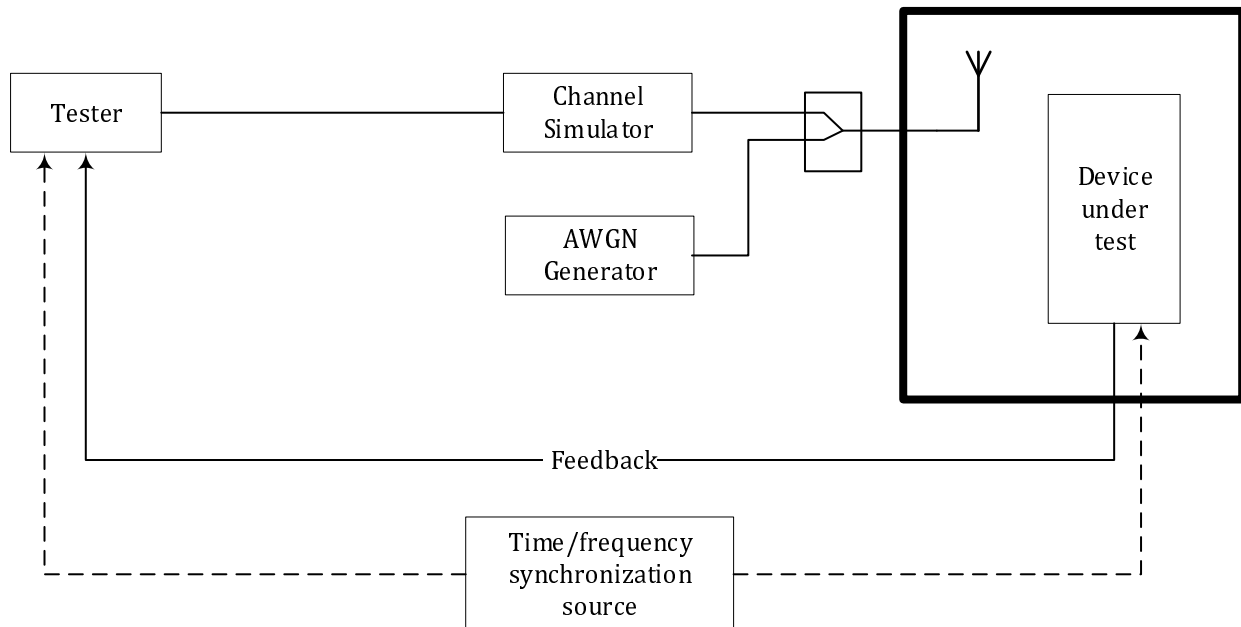 Tester
Channel
Simulator
AWGN
Generator
Device
under
test
Feedback
Time/frequency
synchronization
source